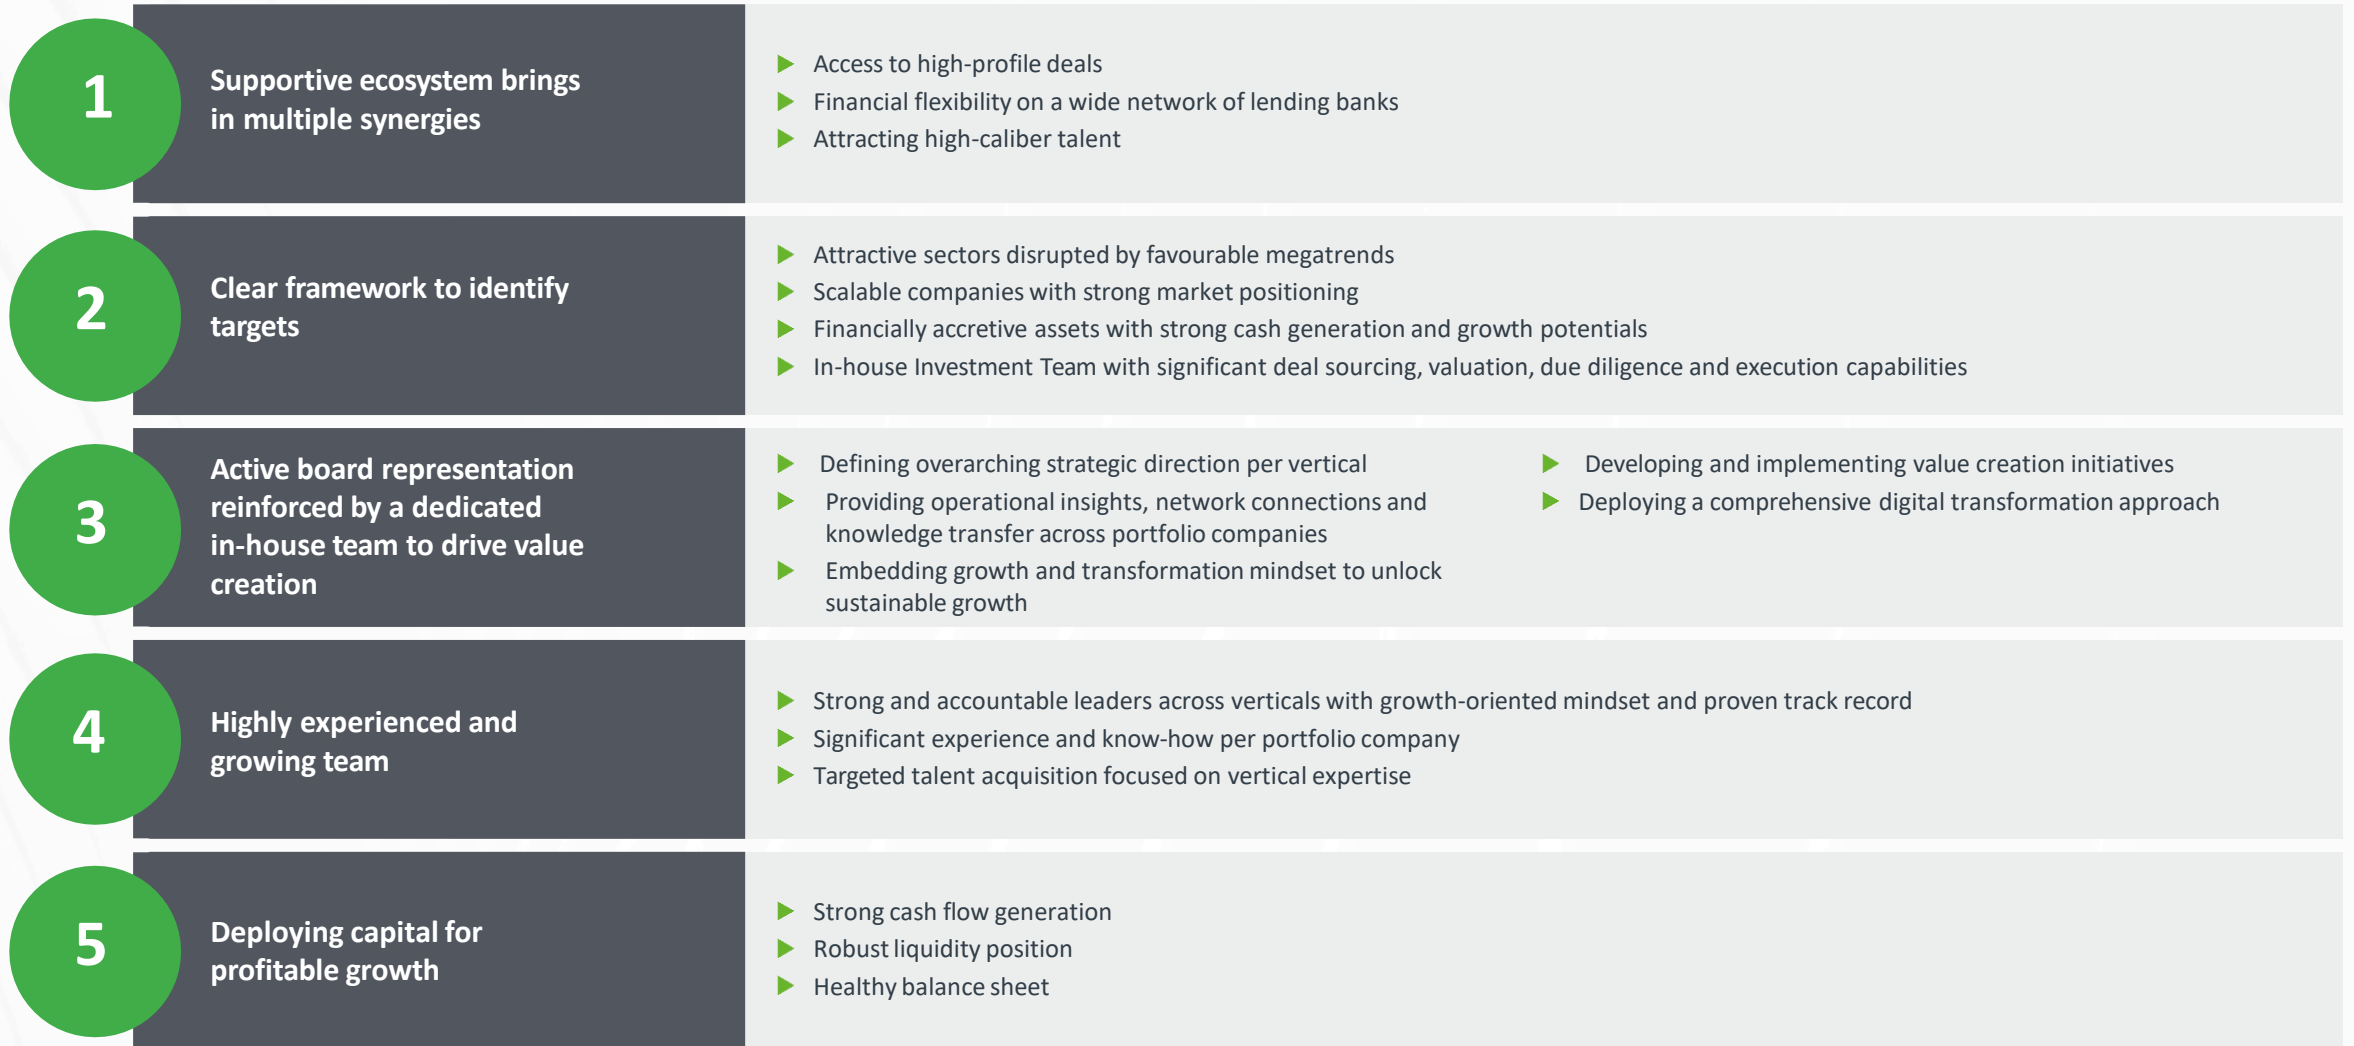 1
Supportive ecosystem brings
in multiple synergies
Access to high-profile deals
Financial flexibility on a wide network of lending banks
Attracting high-caliber talent
2
Clear framework to identify
targets
Attractive sectors disrupted by favourable megatrends
Scalable companies with strong market positioning
Financially accretive assets with strong cash generation and growth potentials
In-house Investment Team with significant deal sourcing, valuation, due diligence and execution capabilities
3
Active board representation
reinforced by a dedicated
in-house team to drive value
creation
Defining overarching strategic direction per vertical
Providing operational insights, network connections and
knowledge transfer across portfolio companies
Embedding growth and transformation mindset to unlock
sustainable growth
Developing and implementing value creation initiatives
Deploying a comprehensive digital transformation approach
4
Highly experienced and
growing team
Strong and accountable leaders across verticals with growth-oriented mindset and proven track record
Significant experience and know-how per portfolio company
Targeted talent acquisition focused on vertical expertise
5
Deploying capital for
profitable growth
Strong cash flow generation
Robust liquidity position
Healthy balance sheet